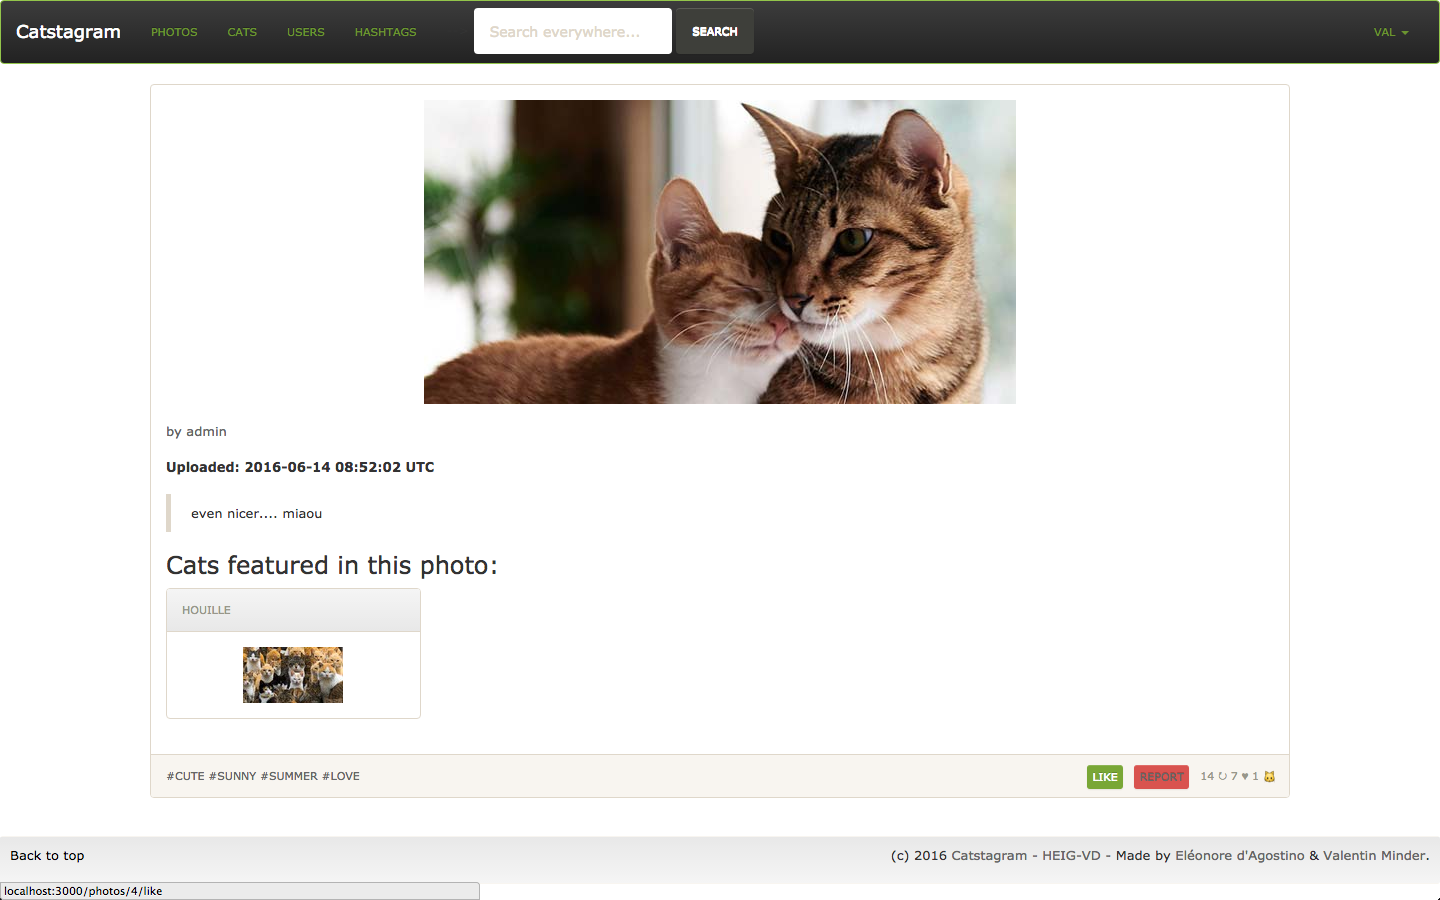 Catstagram PHOTOS CATS USERS HASHTAGS Search everywhere... SEARCH VAL
by admin
Uploaded: 2016-06-14 08:52:02 UTC
even nicer.... miaou
Cats featured in this photo:
HOUILLE
#CUTE #SUNNY #SUMMER #LOVE LIKE REPORT 14 ↻ 7 ♥ 1 🐱
Back to top (c) 2016 Catstagram - HEIG-VD - Made by Eléonore d'Agostino & Valentin Minder.
localhost:3000/photos/4/like